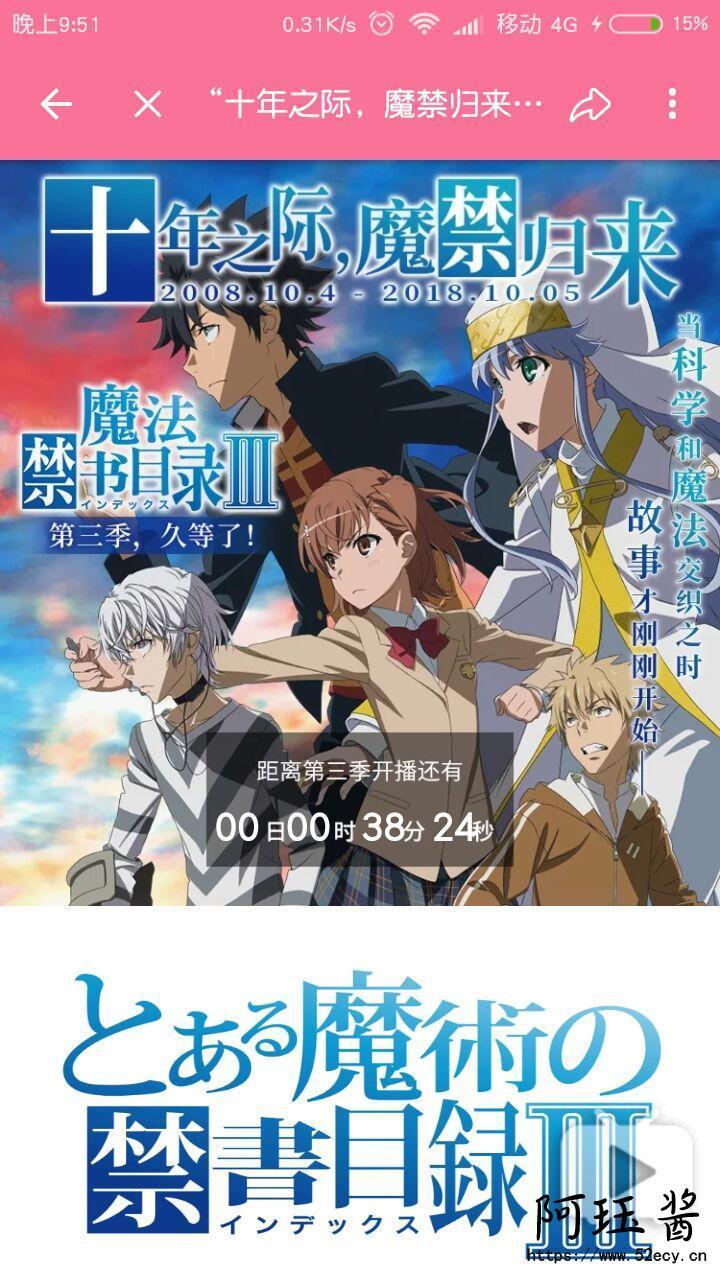 晚上9:51 0.31K/s 移动 4G 15%
“十年之际，魔禁归来…
十年之际,魔禁归来
2008.10.4 - 2018.10.05
当科学和魔法交织之时
故事才刚刚开始——
魔法
禁书目录III
インデックス
第三季，久等了！
距离第三季开播还有
00日00时38分24秒
とある魔術の
禁書目録III
インデックス
阿珏酱
https://www.52ecy.cn